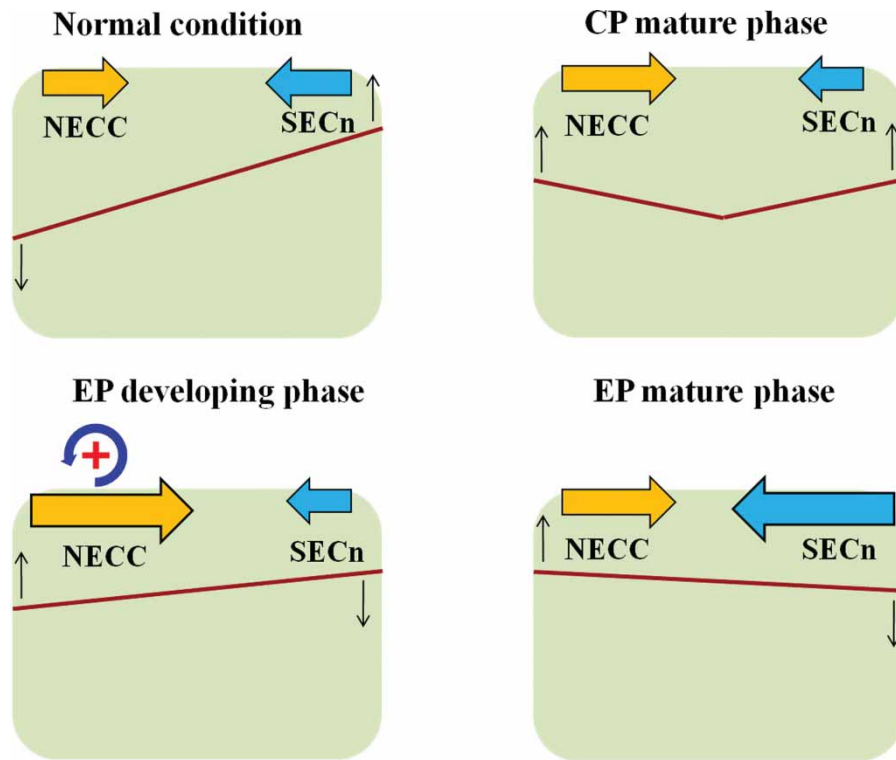 Normal condition
NECC
SECn
CP mature phase
NECC
SECn
EP developing phase
+
NECC
SECn
EP mature phase
NECC
SECn